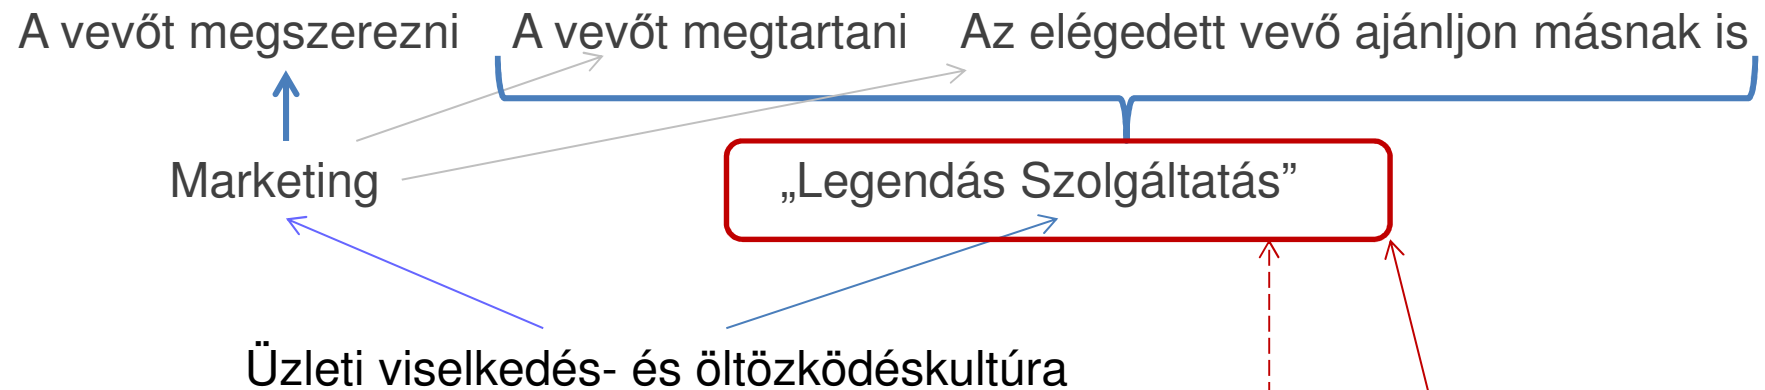 A vevőt megszerezni A vevőt megtartani Az elégedett vevő ajánljon másnak is
Marketing „Legendás Szolgáltatás”
Üzleti viselkedés- és öltözködéskultúra